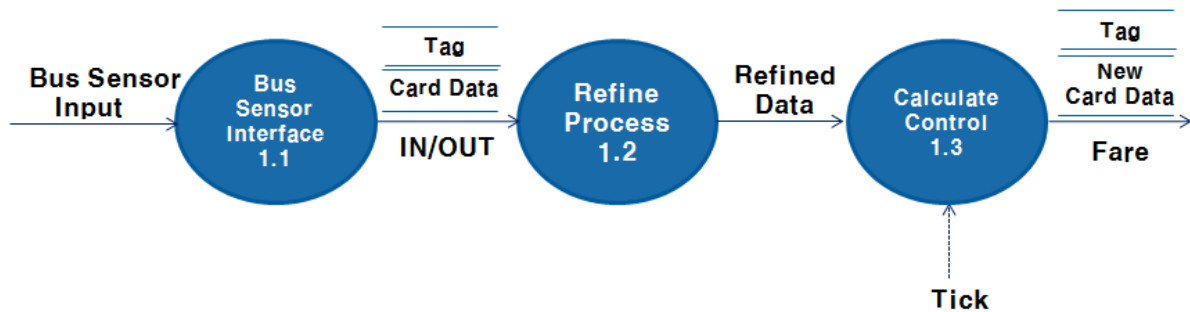 Bus Sensor
Input
Bus
Sensor
Interface
1.1
Tag
Card Data
IN/OUT
Refine
Process
1.2
Refined
Data
Calculate
Control
1.3
Tag
New
Card Data
Fare
Tick